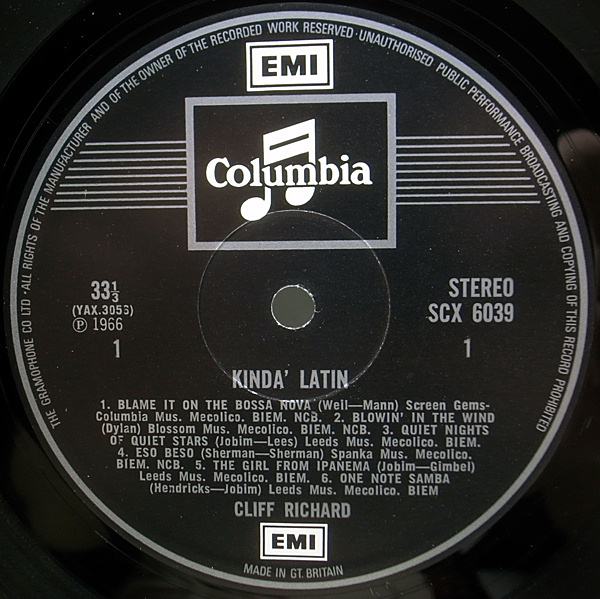 THE GRAMOPHONE CO LTD · ALL RIGHTS OF THE MANUFACTURER AND OF THE OWNER OF THE RECORDED WORK RESERVED · UNAUTHORISED PUBLIC PERFORMANCE BROADCASTING AND COPYING OF THIS RECORD PROHIBITED
EMI
Columbia
33⅓
(YAX.3056)
Ⓟ 1966
1
STEREO
SCX 6039
1
KINDA' LATIN
1. BLAME IT ON THE BOSSA NOVA (Weil—Mann) Screen Gems-
Columbia Mus. Mecolico. BIEM. NCB. 2. BLOWIN' IN THE WIND
(Dylan) Blossom Mus. Mecolico. BIEM. NCB. 3. QUIET NIGHTS
OF QUIET STARS (Jobim—Lees) Leeds Mus. Mecolico. BIEM.
4. ESO BESO (Sherman—Sherman) Spanka Mus. Mecolico.
BIEM. NCB. 5. THE GIRL FROM IPANEMA (Jobim—Gimbel)
Leeds Mus. Mecolico. BIEM. 6. ONE NOTE SAMBA
(Hendricks—Jobim) Leeds Mus. Mecolico. BIEM
CLIFF RICHARD
EMI
MADE IN GT. BRITAIN